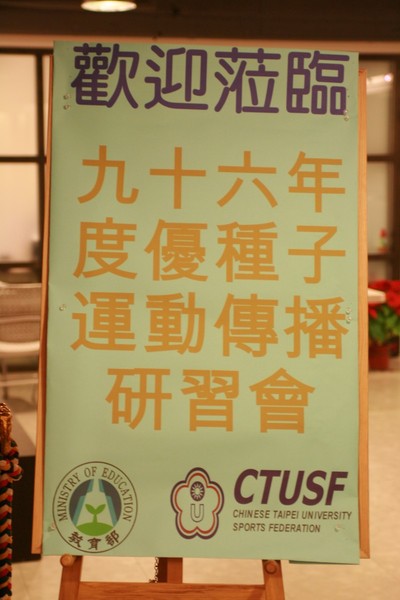 歡迎蒞臨
九十六年
度優種子
運動傳播
研習會
MINISTRY OF EDUCATION
教育部
U
CTUSF
CHINESE TAIPEI UNIVERSITY
SPORTS FEDERATION